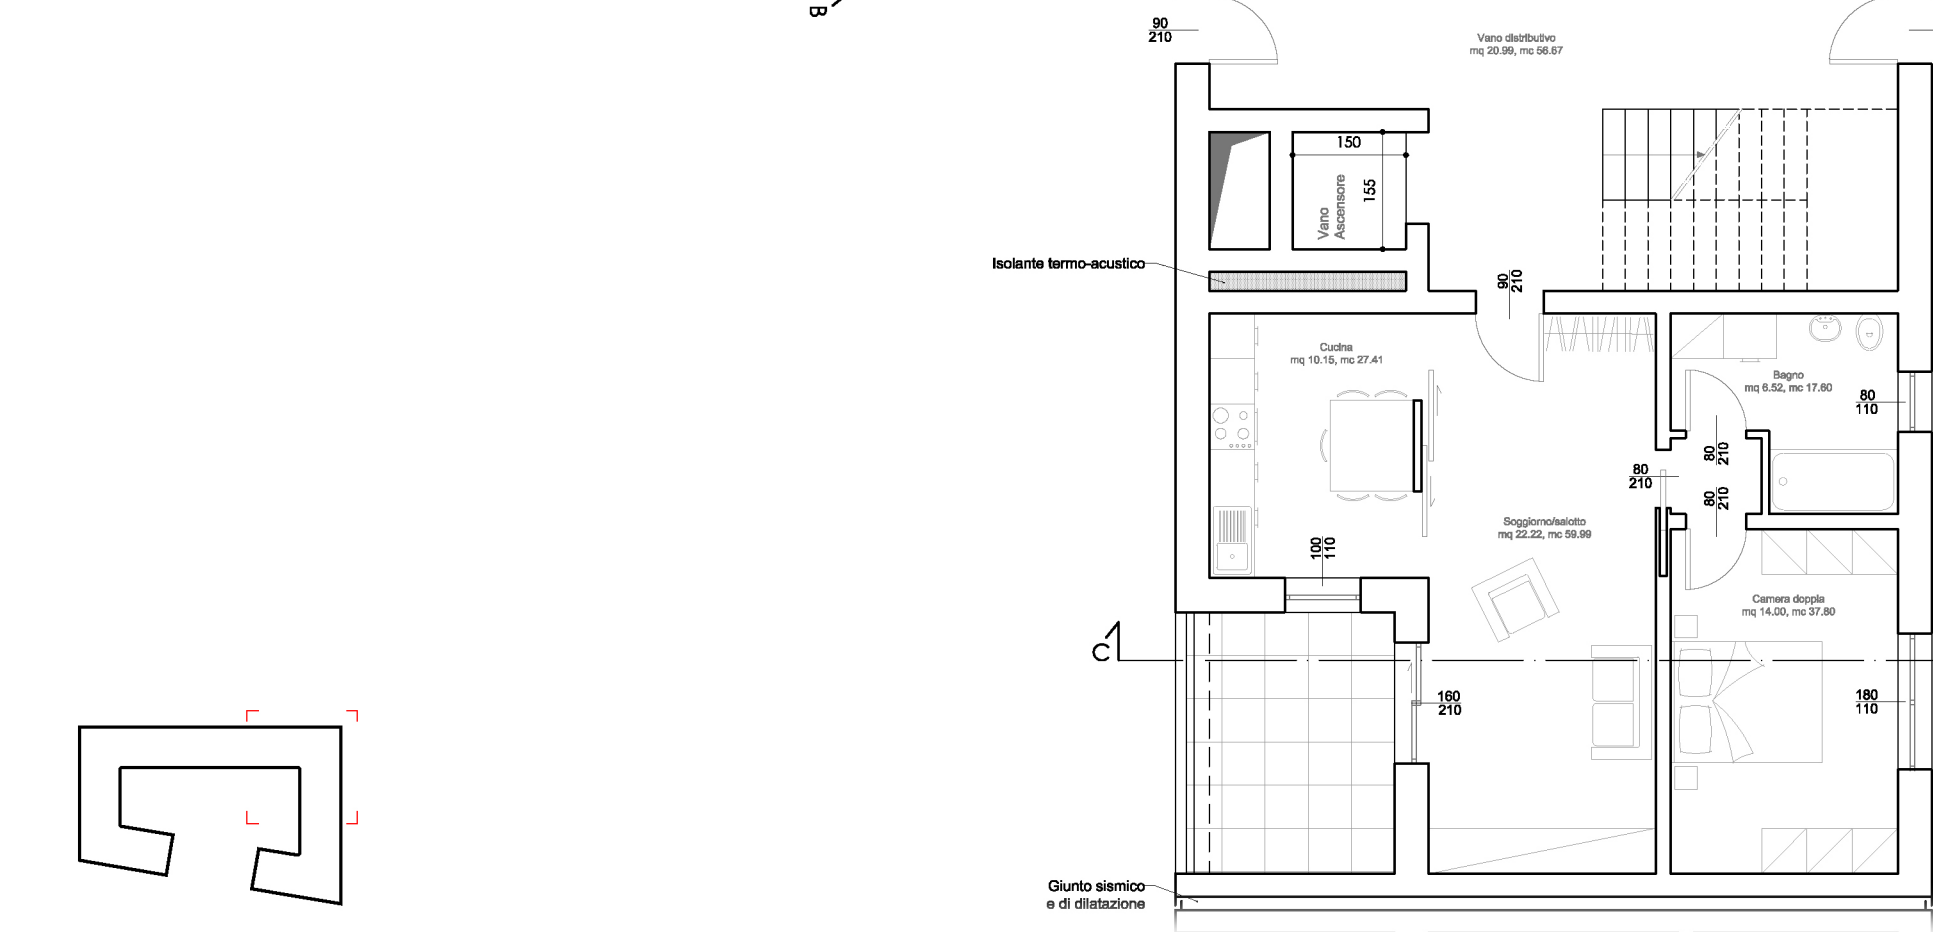 B
90
210
Vano distributivo
mq 20.99, mc 56.67
150
155
Vano
Ascensore
Isolante termo-acustico
90
210
Cucina
mq 10.15, mc 27.41
Bagno
mq 6.52, mc 17.60
80
110
80
210
80
210
80
210
Soggiorno/salotto
mq 22.22, mc 59.99
100
110
Camera doppia
mq 14.00, mc 37.80
C
160
210
180
110
Giunto sismico
e di dilatazione